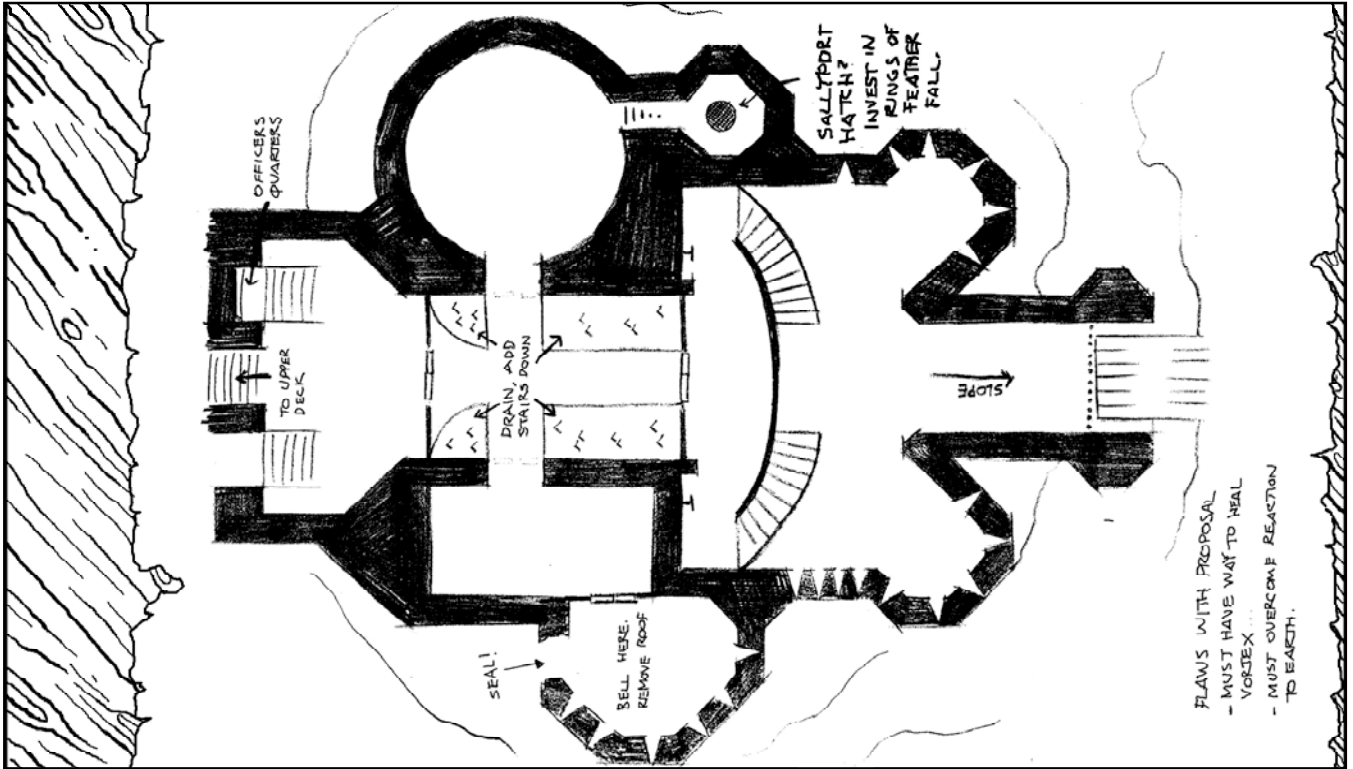 OFFICERS
QUARTERS
TO UPPER
DECK
DRAIN, ADD
STAIRS DOWN
SALLYPORT
HATCH?
INVEST IN
RINGS OF
FEATHER
FALL.
SLOPE
SEAL!
BELL HERE.
REMOVE ROOF
FLAWS WITH PROPOSAL
- MUST HAVE WAY TO HEAL
VORTEX...
- MUST OVERCOME REACTION
TO EARTH.